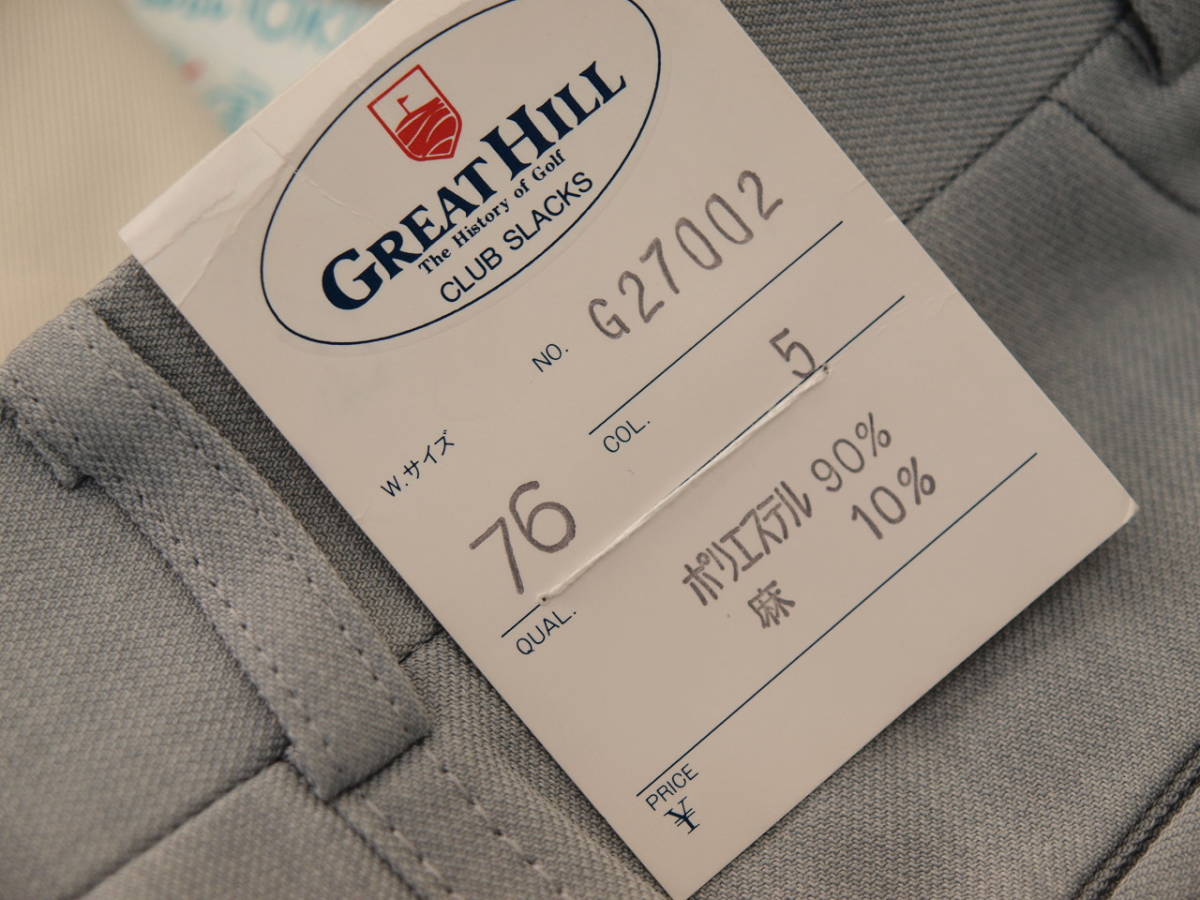 GREAT HILL
The History of Golf
CLUB SLACKS
NO. G27002
W.サイズ 76
COL. 5
QUAL. ポリエステル 90%
麻 10%
PRICE
¥